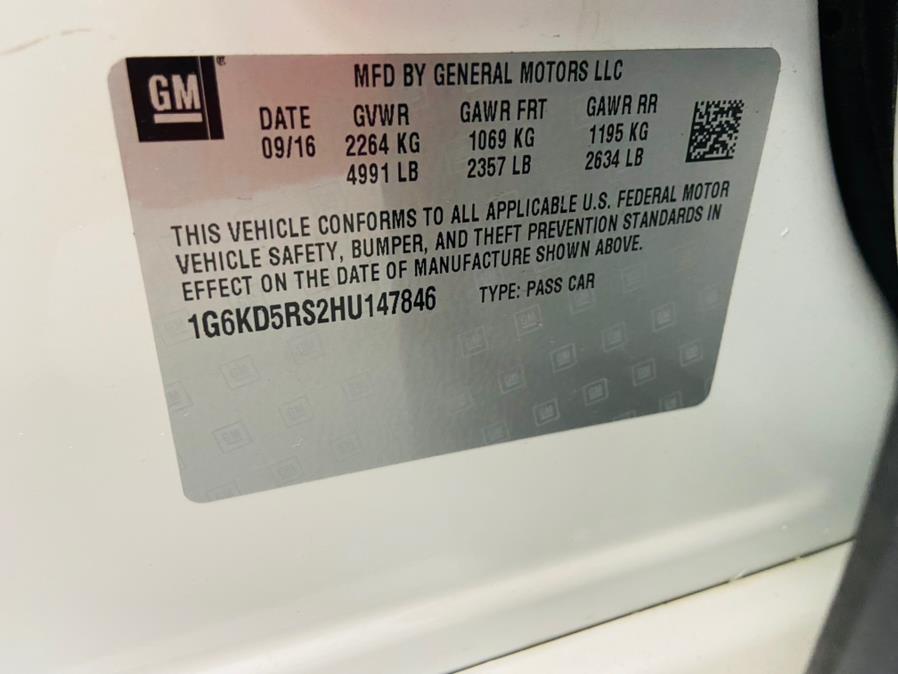 GM
MFD BY GENERAL MOTORS LLC
DATE GVWR GAWR FRT GAWR RR
09/16 2264 KG 1069 KG 1195 KG
4991 LB 2357 LB 2634 LB
THIS VEHICLE CONFORMS TO ALL APPLICABLE U.S. FEDERAL MOTOR
VEHICLE SAFETY, BUMPER, AND THEFT PREVENTION STANDARDS IN
EFFECT ON THE DATE OF MANUFACTURE SHOWN ABOVE.
1G6KD5RS2HU147846 TYPE: PASS CAR